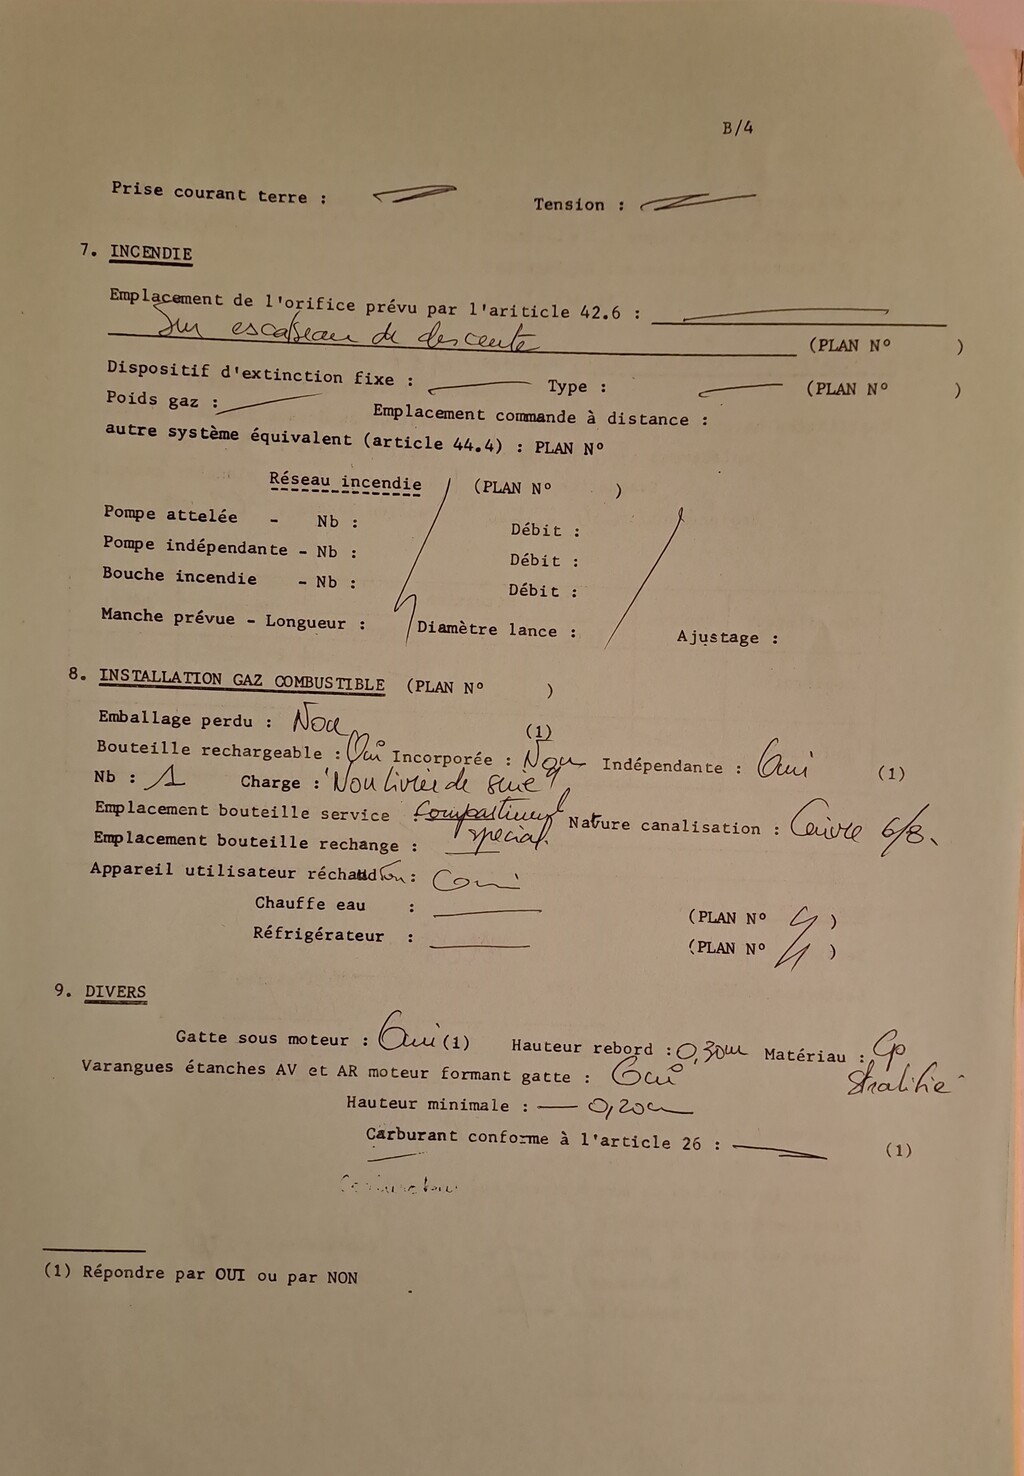 B/4
Prise courant terre : Tension :
7. INCENDIE
Emplacement de l'orifice prévu par l'ariticle 42.6 :
Sur escabeau de descente (PLAN N° )
Dispositif d'extinction fixe : Type : (PLAN N° )
Poids gaz : Emplacement commande à distance :
autre système équivalent (article 44.4) : PLAN N°
Réseau incendie (PLAN N° )
Pompe attelée - Nb : Débit :
Pompe indépendante - Nb : Débit :
Bouche incendie - Nb : Débit :
Manche prévue - Longueur : Diamètre lance : Ajustage :
8. INSTALLATION GAZ COMBUSTIBLE (PLAN N° )
Emballage perdu : Non (1)
Bouteille rechargeable : Oui Incorporée : Non Indépendante : Oui (1)
Nb : 1 Charge : Non livrée de série
Emplacement bouteille service : Compartiment spécial. Nature canalisation : Cuivre 6/8.
Emplacement bouteille rechange :
Appareil utilisateur réchaud :
Chauffe eau : (PLAN N° )
Réfrigérateur : (PLAN N° )
9. DIVERS
Gatte sous moteur : Oui (1) Hauteur rebord : 0,30m Matériau : Cp stratifié
Varangues étanches AV et AR moteur formant gatte : Oui
Hauteur minimale : 0,20
Carburant conforme à l'article 26 : (1)
(1) Répondre par OUI ou par NON